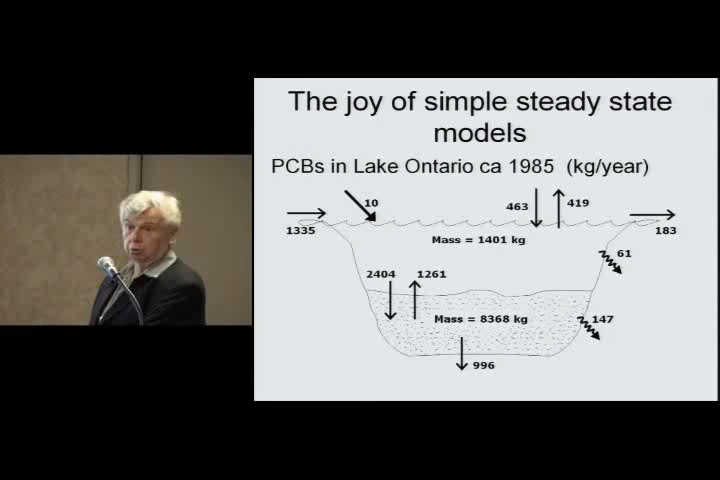 The joy of simple steady state
models
PCBs in Lake Ontario ca 1985 (kg/year)
10
463
419
1335
183
Mass = 1401 kg
61
2404
1261
Mass = 8368 kg
147
996